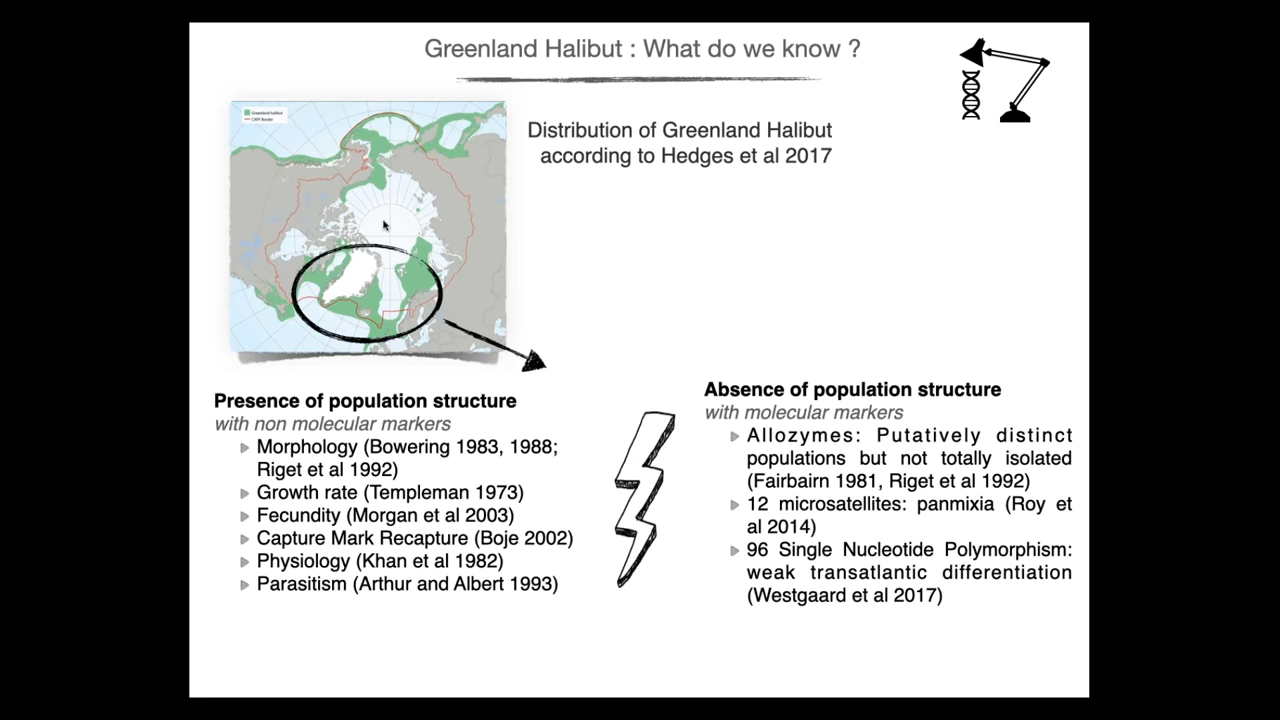 Greenland Halibut : What do we know ?
Greenland halibut
CAFF Border
Distribution of Greenland Halibut
according to Hedges et al 2017
Presence of population structure
with non molecular markers
Morphology (Bowering 1983, 1988;
Riget et al 1992)
Growth rate (Templeman 1973)
Fecundity (Morgan et al 2003)
Capture Mark Recapture (Boje 2002)
Physiology (Khan et al 1982)
Parasitism (Arthur and Albert 1993)
Absence of population structure
with molecular markers
Allozymes: Putatively distinct
populations but not totally isolated
(Fairbairn 1981, Riget et al 1992)
12 microsatellites: panmixia (Roy et
al 2014)
96 Single Nucleotide Polymorphism:
weak transatlantic differentiation
(Westgaard et al 2017)